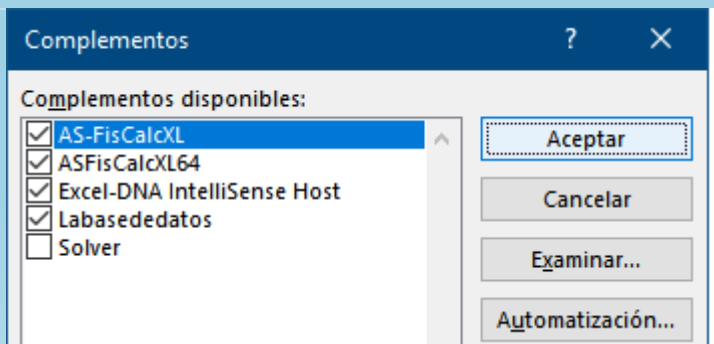 Complementos ? ×
Complementos disponibles:
AS-FisCalcXL
ASFisCalcXL64
Excel-DNA IntelliSense Host
Labasededatos
Solver
Aceptar
Cancelar
Examinar...
Automatización...